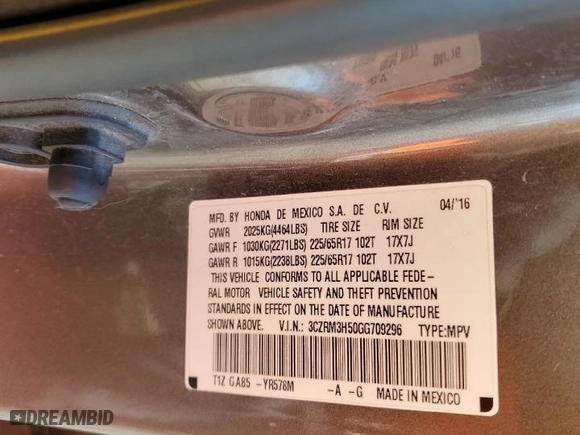 MFD. BY HONDA DE MEXICO S.A. DE C.V. 04/'16
GVWR 2025KG(4464LBS) TIRE SIZE RIM SIZE
GAWR F 1030KG(2271LBS) 225/65R17 102T 17X7J
GAWR R 1015KG(2238LBS) 225/65R17 102T 17X7J
THIS VEHICLE CONFORMS TO ALL APPLICABLE FEDE-
RAL MOTOR VEHICLE SAFETY AND THEFT PREVENTION
STANDARDS IN EFFECT ON THE DATE OF MANUFACTURE
SHOWN ABOVE. V.I.N.: 3CZRM3H50GG709296 TYPE:MPV
T1Z GA85 -YR578M -A -G MADE IN MEXICO
DREAMBID